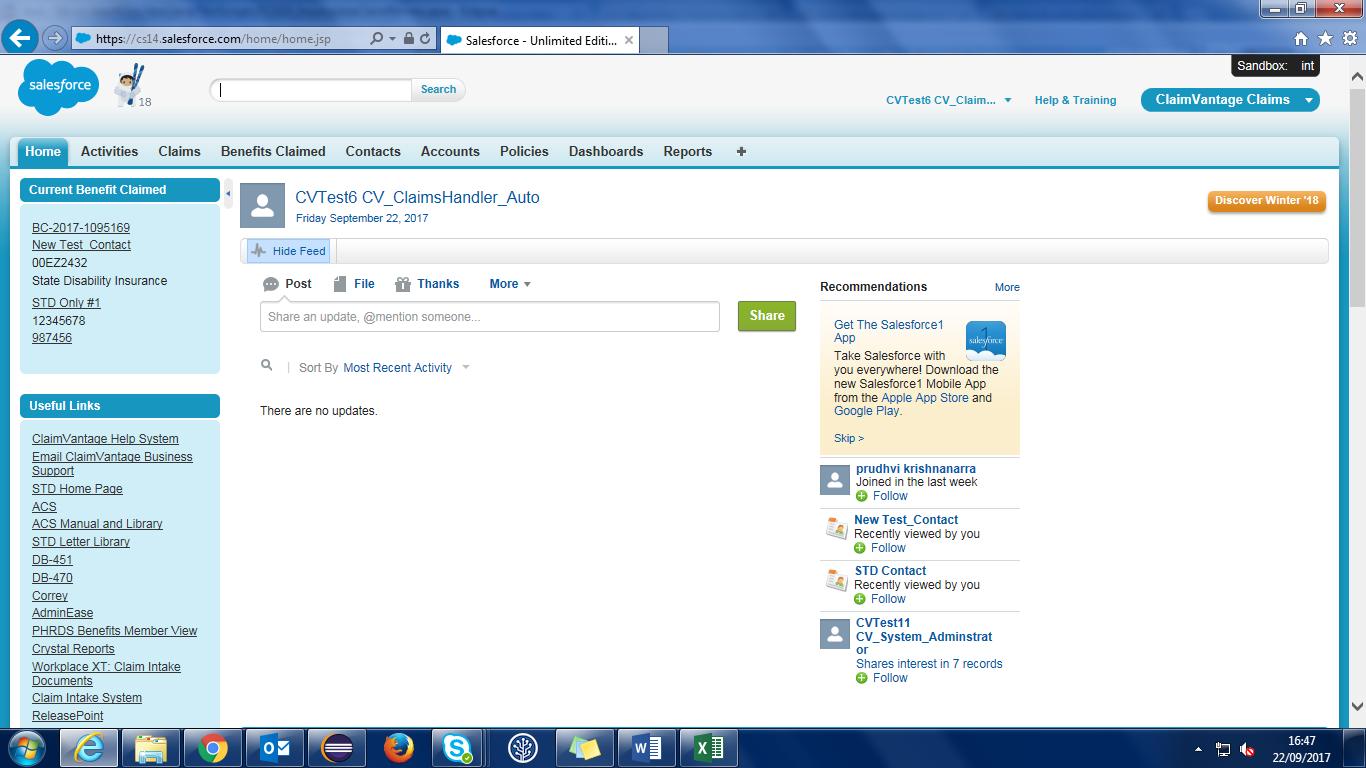 https://cs14.salesforce.com/home/home.jsp
Salesforce - Unlimited Editi...
Sandbox: int
salesforce
18
Search
CVTest6 CV_Claim...
Help & Training
ClaimVantage Claims
Home
Activities
Claims
Benefits Claimed
Contacts
Accounts
Policies
Dashboards
Reports
Current Benefit Claimed
BC-2017-1095169
New Test_Contact
00EZ2432
State Disability Insurance
STD Only #1
12345678
987456
Useful Links
ClaimVantage Help System
Email ClaimVantage Business
Support
STD Home Page
ACS
ACS Manual and Library
STD Letter Library
DB-451
DB-470
Correy
AdminEase
PHRDS Benefits Member View
Crystal Reports
Workplace XT: Claim Intake
Documents
Claim Intake System
ReleasePoint
CVTest6 CV_ClaimsHandler_Auto
Friday September 22, 2017
Discover Winter '18
Hide Feed
Post
File
Thanks
More
Share an update, @mention someone...
Share
Sort By Most Recent Activity
There are no updates.
Recommendations
More
Get The Salesforce1
App
salesforce
Take Salesforce with
you everywhere! Download the
new Salesforce1 Mobile App
from the Apple App Store and
Google Play.
Skip >
prudhvi krishnanarra
Joined in the last week
Follow
New Test_Contact
Recently viewed by you
Follow
STD Contact
Recently viewed by you
Follow
CVTest11
CV_System_Adminstrat
or
Shares interest in 7 records
Follow
16:47
22/09/2017